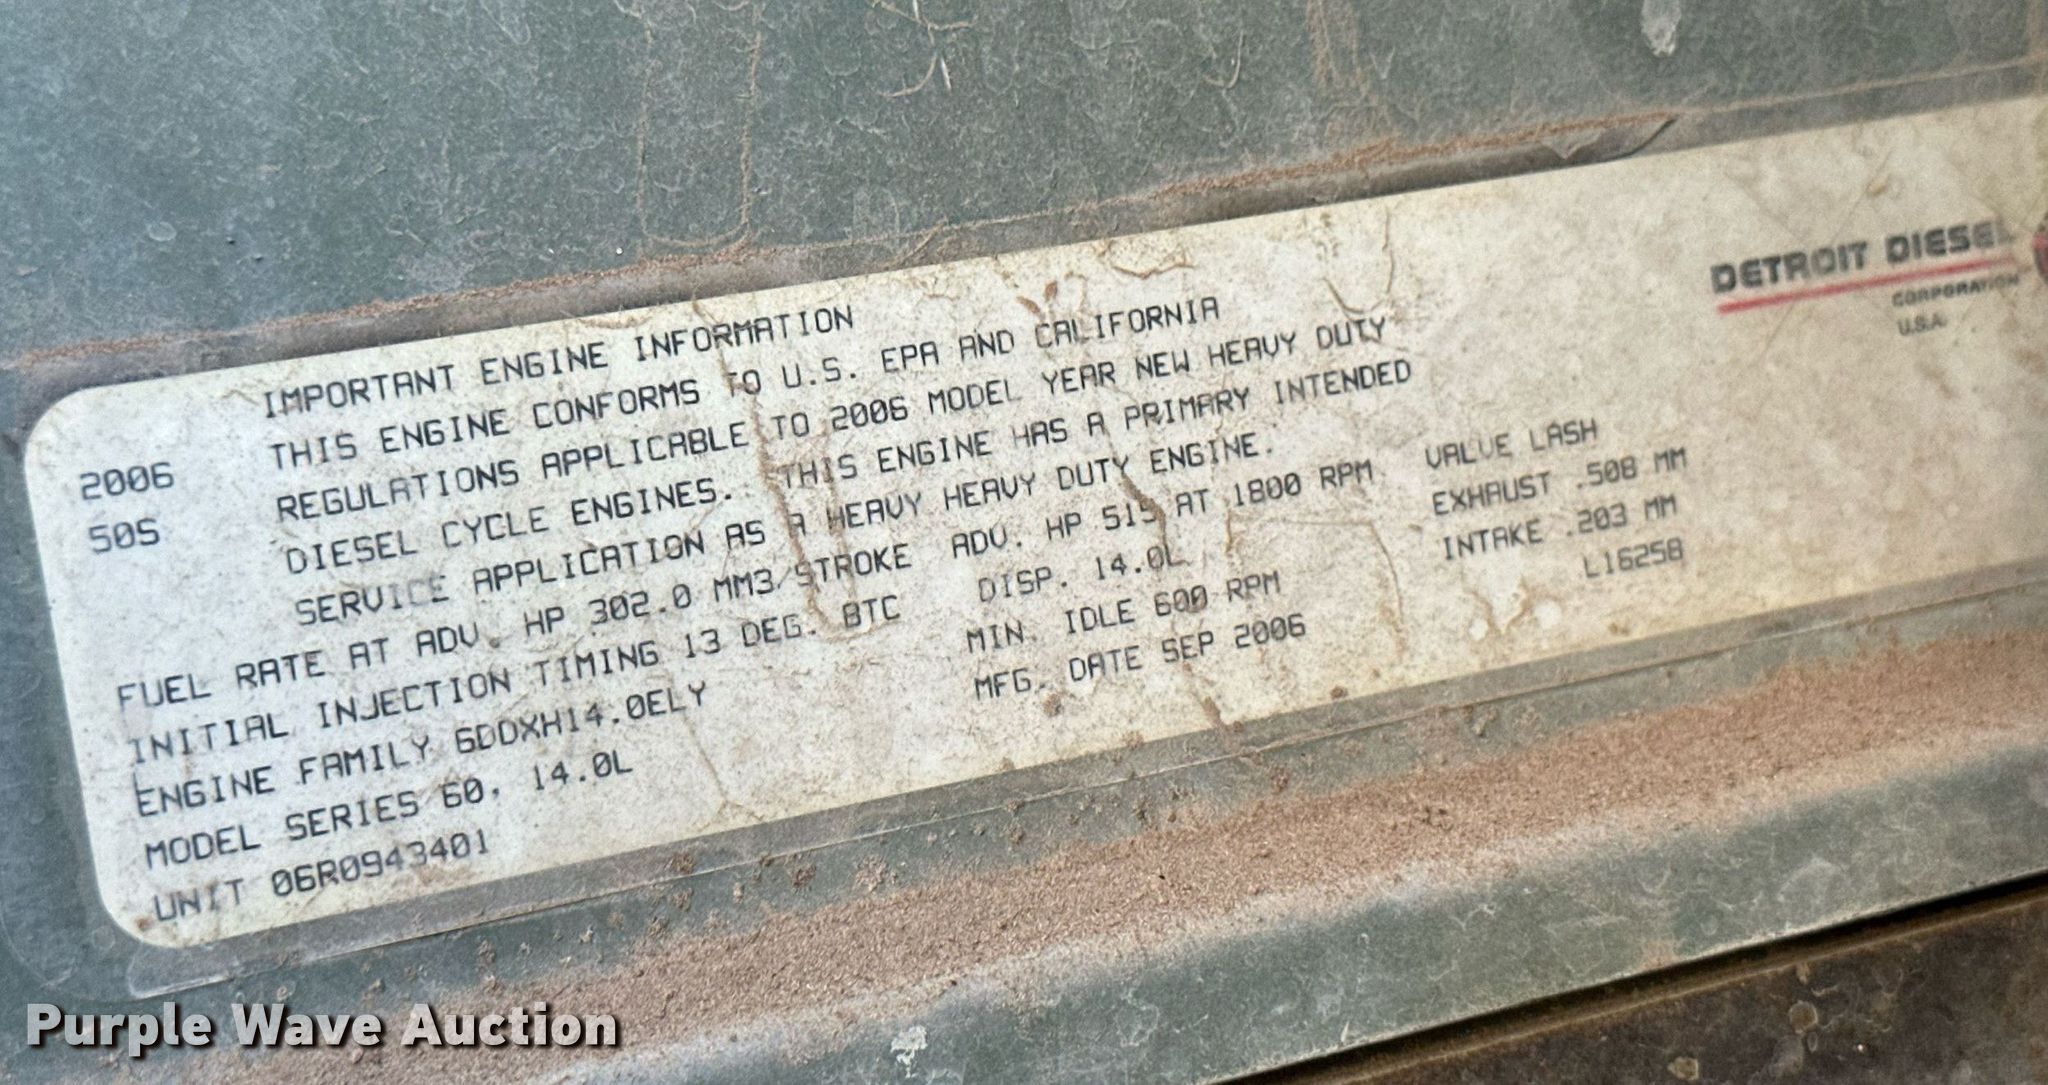 IMPORTANT ENGINE INFORMATION
THIS ENGINE CONFORMS TO U.S. EPA AND CALIFORNIA
2006 REGULATIONS APPLICABLE TO 2006 MODEL YEAR NEW HEAVY DUTY
50S DIESEL CYCLE ENGINES. THIS ENGINE HAS A PRIMARY INTENDED
SERVICE APPLICATION AS A HEAVY HEAVY DUTY ENGINE.
FUEL RATE AT ADV. HP 302.0 MM3/STROKE ADV. HP 515 AT 1800 RPM
INITIAL INJECTION TIMING 13 DEG. BTC DISP. 14.0L
ENGINE FAMILY 6DDXH14.0ELY MIN. IDLE 600 RPM
MODEL SERIES 60, 14.0L MFG. DATE SEP 2006
UNIT 06R0943401
VALVE LASH
EXHAUST .508 MM
INTAKE .203 MM
L16258
DETROIT DIESEL
CORPORATION
U.S.A.
Purple Wave Auction